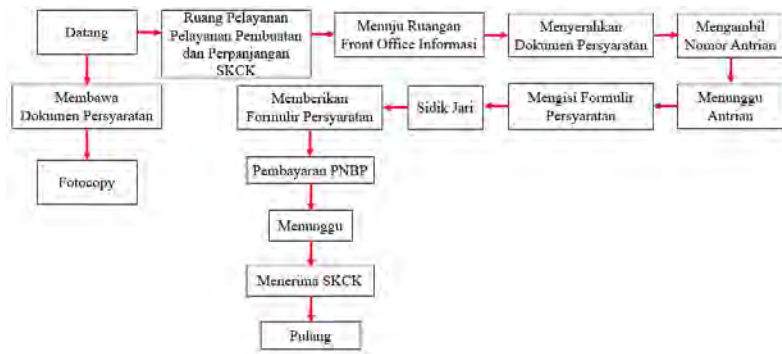 Datang
Ruang Pelayanan
Pelayanan Pembuatan
dan Perpanjangan
SKCK
Menuju Ruangan
Front Office Informasi
Menyerahkan
Dokumen Persyaratan
Mengambil
Nomor Antrian
Membawa
Dokumen Persyaratan
Memberikan
Formulir Persyaratan
Sidik Jari
Mengisi Formulir
Persyaratan
Menunggu
Antrian
Fotocopy
Pembayaran PNBP
Menunggu
Menerima SKCK
Pulang